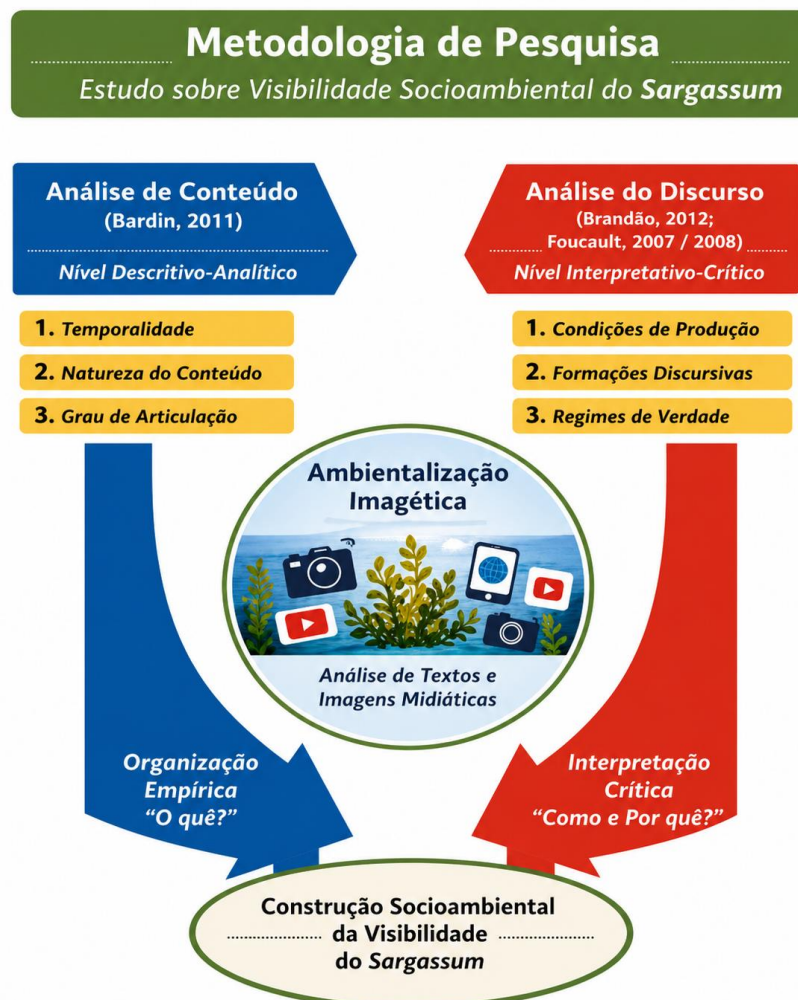 Metodologia de Pesquisa
Estudo sobre Visibilidade Socioambiental do Sargassum
Análise de Conteúdo
(Bardin, 2011)
Nível Descritivo-Analítico
1. Temporalidade
2. Natureza do Conteúdo
3. Grau de Articulação
Análise do Discurso
(Brandão, 2012;
Foucault, 2007 / 2008)
Nível Interpretativo-Crítico
1. Condições de Produção
2. Formações Discursivas
3. Regimes de Verdade
Ambientalização
Imagética
Análise de Textos e
Imagens Midiáticas
Organização
Empírica
“O quê?”
Interpretação
Crítica
“Como e Por quê?”
Construção Socioambiental
da Visibilidade
do Sargassum